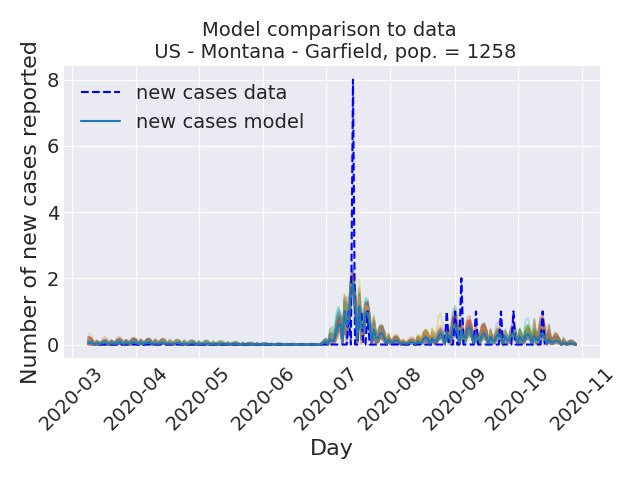 Model comparison to data
US - Montana - Garfield, pop. = 1258
new cases data
new cases model
Number of new cases reported
8
6
4
2
0
2020-03
2020-04
2020-05
2020-06
2020-07
2020-08
2020-09
2020-10
2020-11
Day